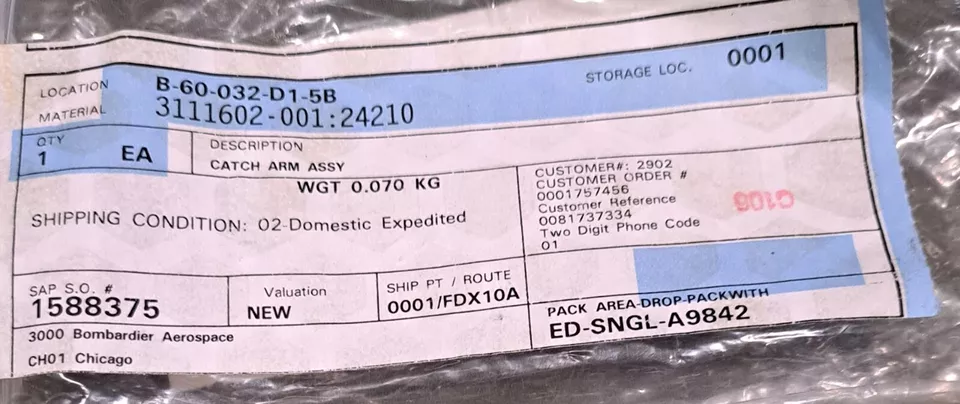 LOCATION B-60-032-D1-5B STORAGE LOC. 0001
MATERIAL 3111602-001:24210
QTY
1 EA
DESCRIPTION
CATCH ARM ASSY
WGT 0.070 KG
SHIPPING CONDITION: 02-Domestic Expedited
CUSTOMER#: 2902
CUSTOMER ORDER #
0001757456
Customer Reference
0081737334
Two Digit Phone Code
01
SAP S.O. #
1588375
Valuation
NEW
SHIP PT / ROUTE
0001/FDX10A
PACK AREA-DROP-PACKWITH
ED-SNGL-A9842
3000 Bombardier Aerospace
CH01 Chicago